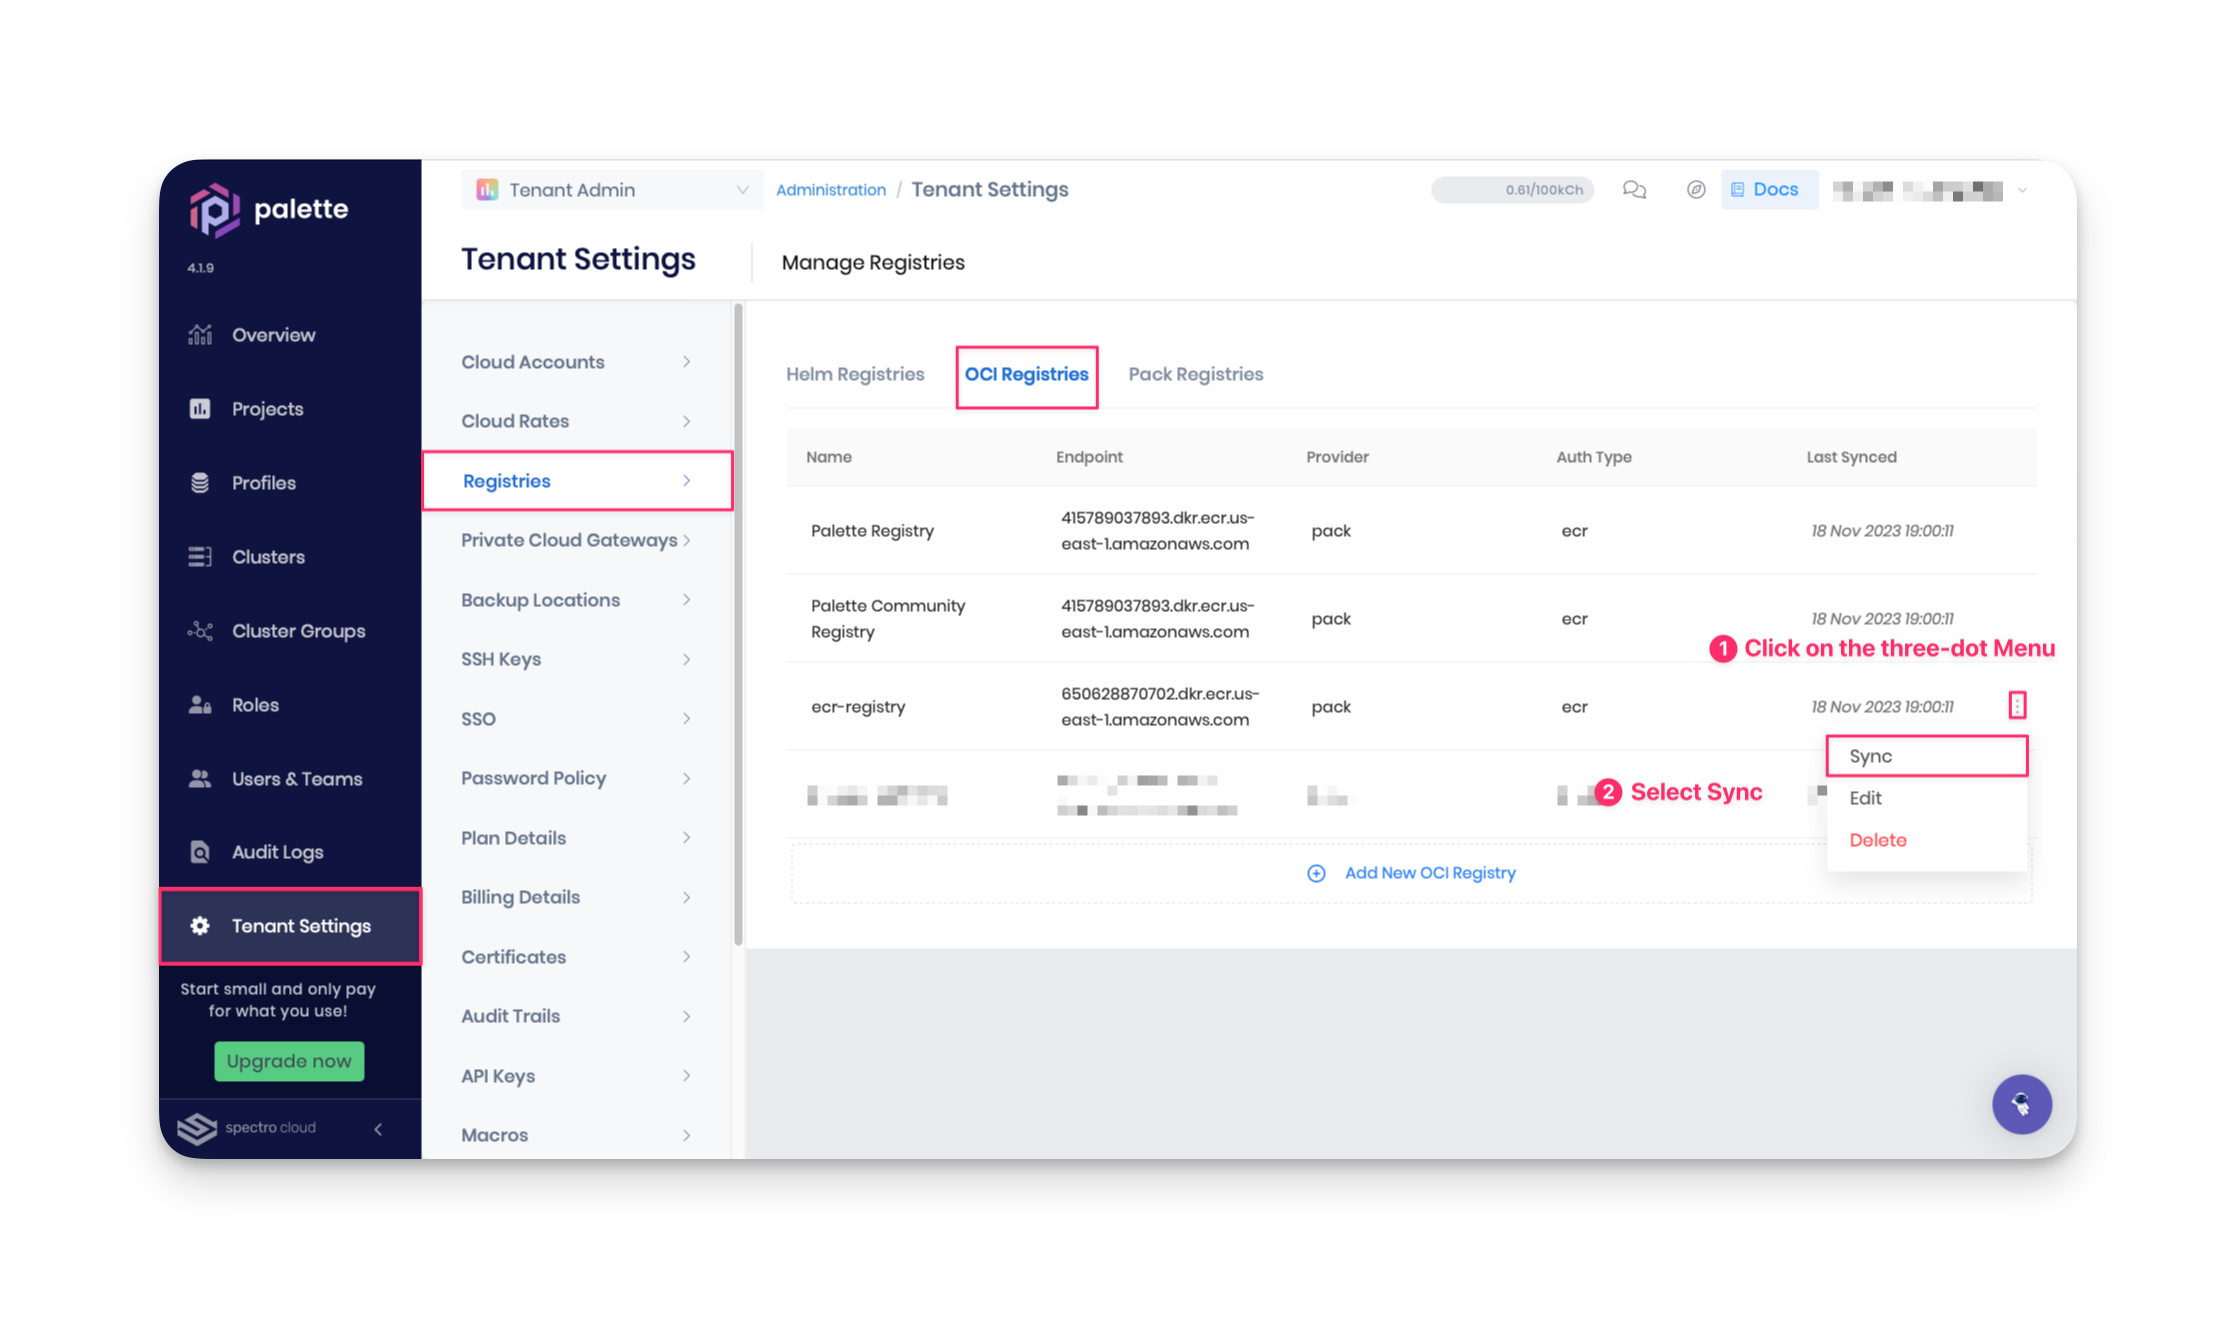 palette
4.1.9
Overview
Projects
Profiles
Clusters
Cluster Groups
Roles
Users & Teams
Audit Logs
Tenant Settings
Start small and only pay
for what you use!
Upgrade now
spectro cloud
Tenant Admin
Administration / Tenant Settings
0.61/100kCh
Docs
Tenant Settings
Manage Registries
Cloud Accounts
Cloud Rates
Registries
Private Cloud Gateways
Backup Locations
SSH Keys
SSO
Password Policy
Plan Details
Billing Details
Certificates
Audit Trails
API Keys
Macros
Helm Registries
OCI Registries
Pack Registries
Name Endpoint Provider Auth Type Last Synced
Palette Registry
415789037893.dkr.ecr.us-
east-1.amazonaws.com
pack
ecr
18 Nov 2023 19:00:11
Palette Community
Registry
415789037893.dkr.ecr.us-
east-1.amazonaws.com
pack
ecr
18 Nov 2023 19:00:11
1 Click on the three-dot Menu
ecr-registry
650628870702.dkr.ecr.us-
east-1.amazonaws.com
pack
ecr
18 Nov 2023 19:00:11
2 Select Sync
Sync
Edit
Delete
Add New OCI Registry